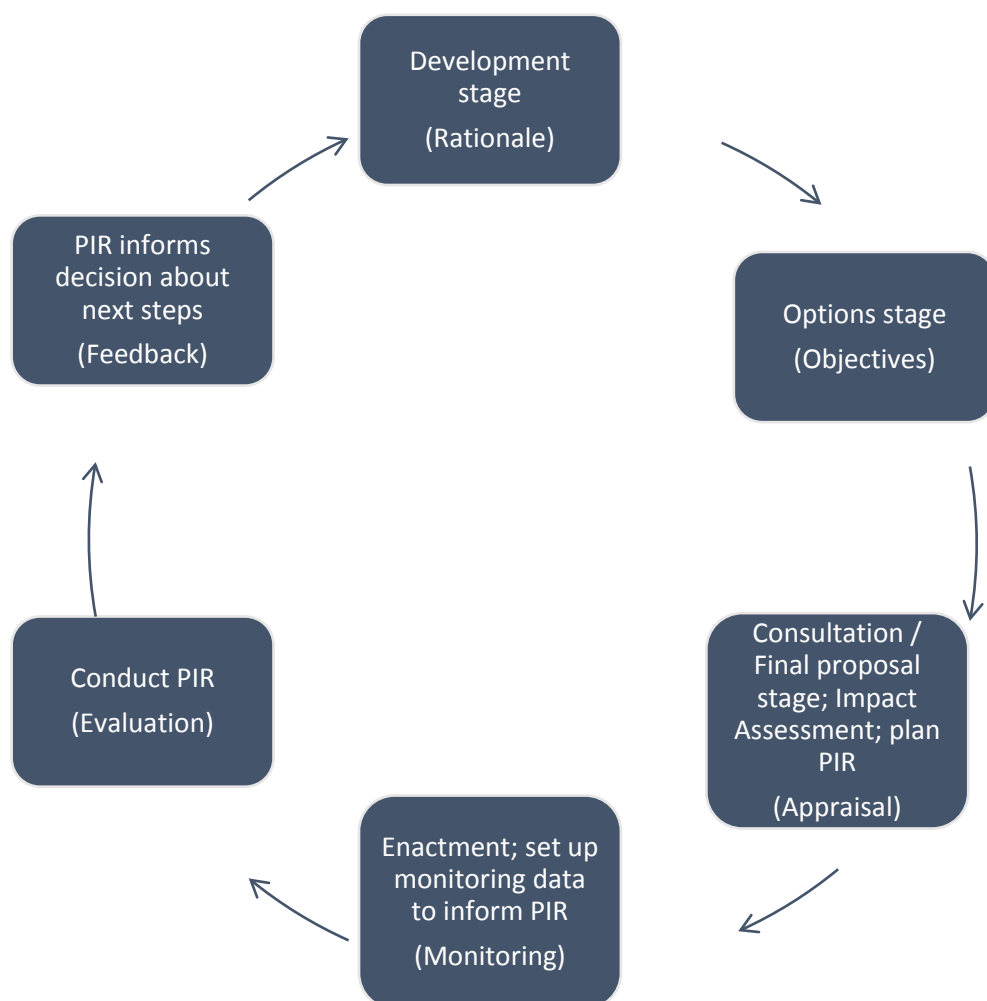 Development
stage
(Rationale)
Options stage
(Objectives)
Consultation /
Final proposal
stage; Impact
Assessment; plan
PIR
(Appraisal)
Enactment; set up
monitoring data
to inform PIR
(Monitoring)
Conduct PIR
(Evaluation)
PIR informs
decision about
next steps
(Feedback)